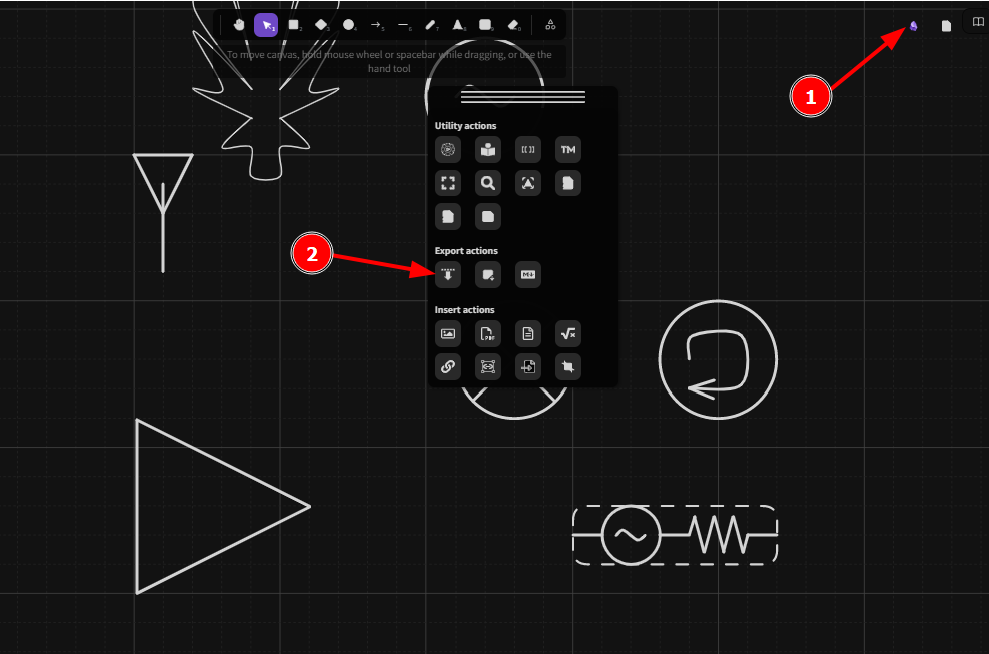 To move canvas, hold mouse wheel or spacebar while dragging, or use the
hand tool
1
Utility actions
TM
2
Export actions
Insert actions
PDF